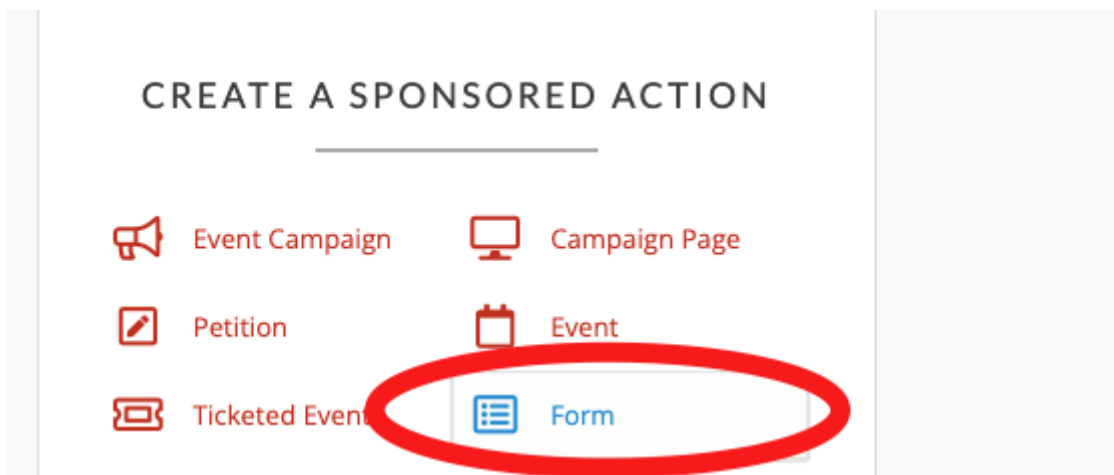 CREATE A SPONSORED ACTION
Event Campaign
Campaign Page
Petition
Event
Ticketed Event
Form